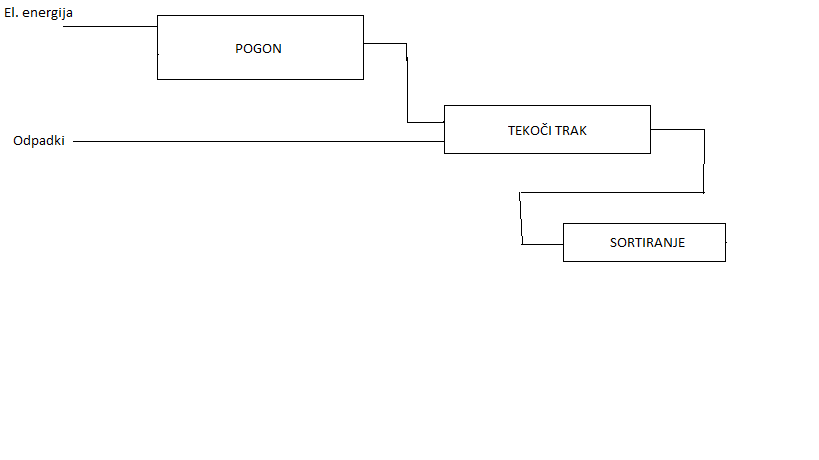 El. energija
POGON
TEKOČI TRAK
Odpadki
SORTIRANJE